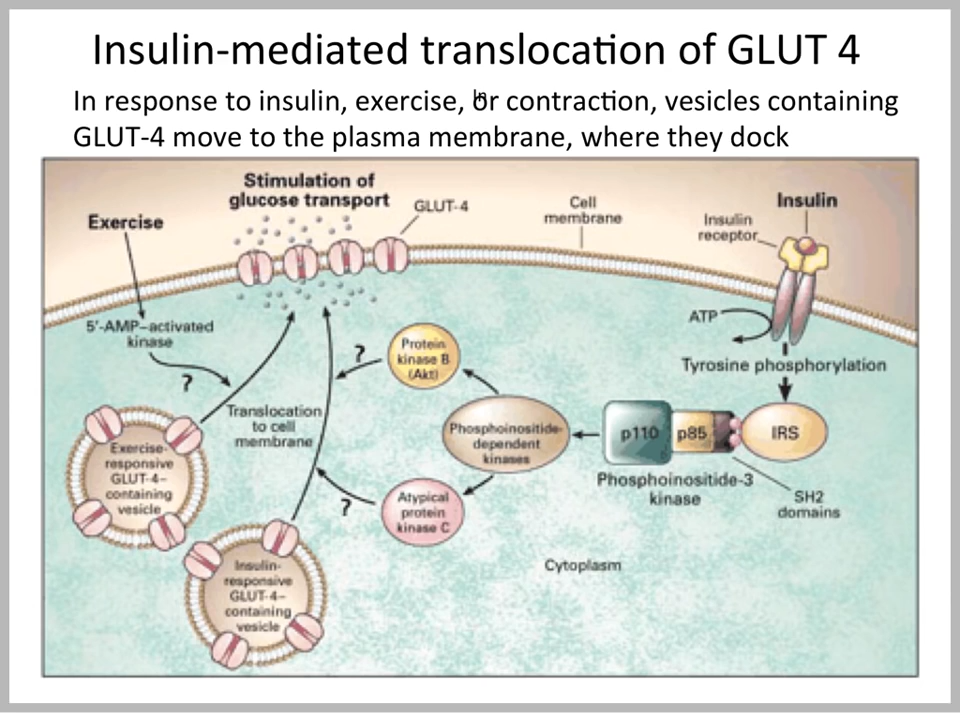 Insulin-mediated translocation of GLUT 4
In response to insulin, exercise, or contraction, vesicles containing
GLUT-4 move to the plasma membrane, where they dock
Stimulation of
glucose transport
Exercise
GLUT-4
Cell
membrane
Insulin
receptor
Insulin
5'-AMP–activated
kinase
?
ATP
Tyrosine phosphorylation
?
Protein
kinase B
(Akt)
Translocation
to cell
membrane
Phosphoinositide-
dependent
kinases
p110
p85
IRS
Phosphoinositide-3
kinase
SH2
domains
Exercise-
responsive
GLUT-4–
containing
vesicle
?
Atypical
protein
kinase C
Insulin-
responsive
GLUT-4–
containing
vesicle
Cytoplasm